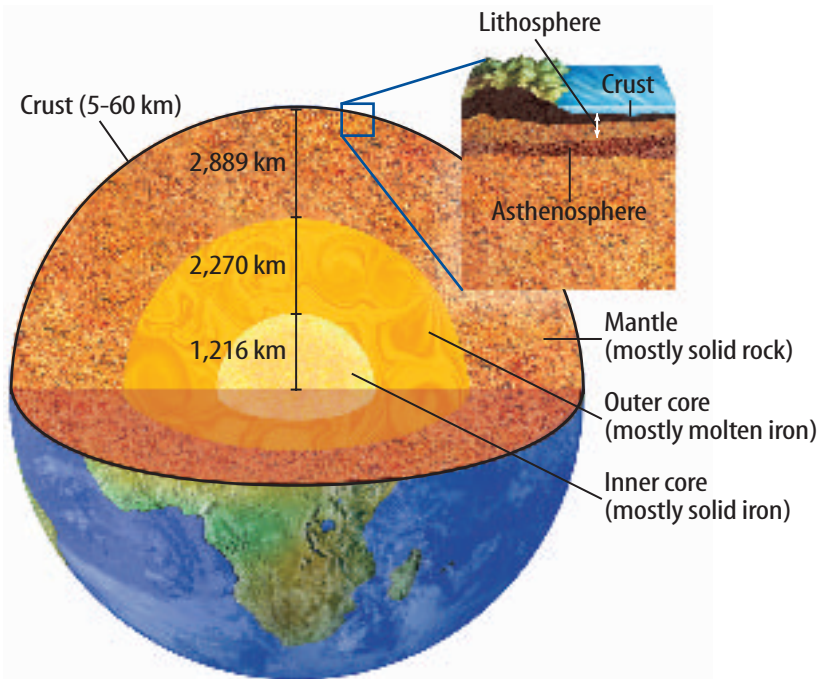 Lithosphere
Crust
Crust (5-60 km)
2,889 km
Asthenosphere
2,270 km
Mantle
(mostly solid rock)
1,216 km
Outer core
(mostly molten iron)
Inner core
(mostly solid iron)